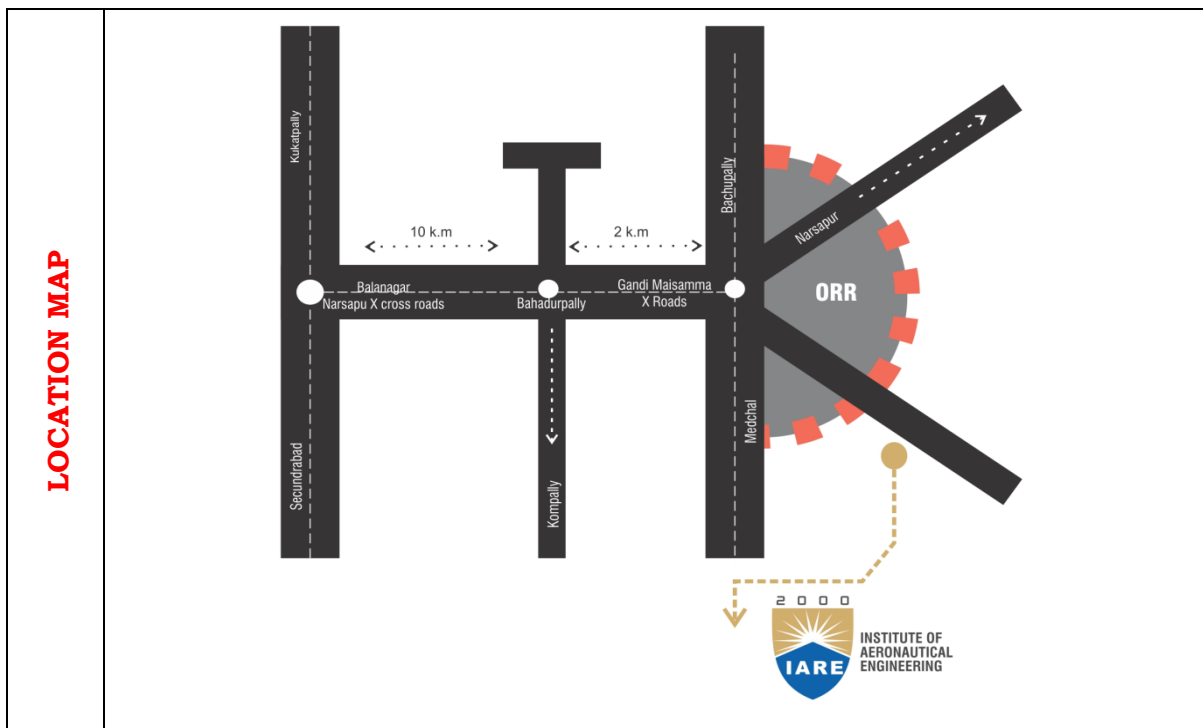 LOCATION MAP
Kukatpally
Bachupally
Narsapur
10 k.m
2 k.m
Balanagar
Narsapu X cross roads
Bahadurpally
Gandi Maisamma
X Roads
ORR
Secundrabad
Kompally
Medchal
2000
IARE
INSTITUTE OF
AERONAUTICAL
ENGINEERING